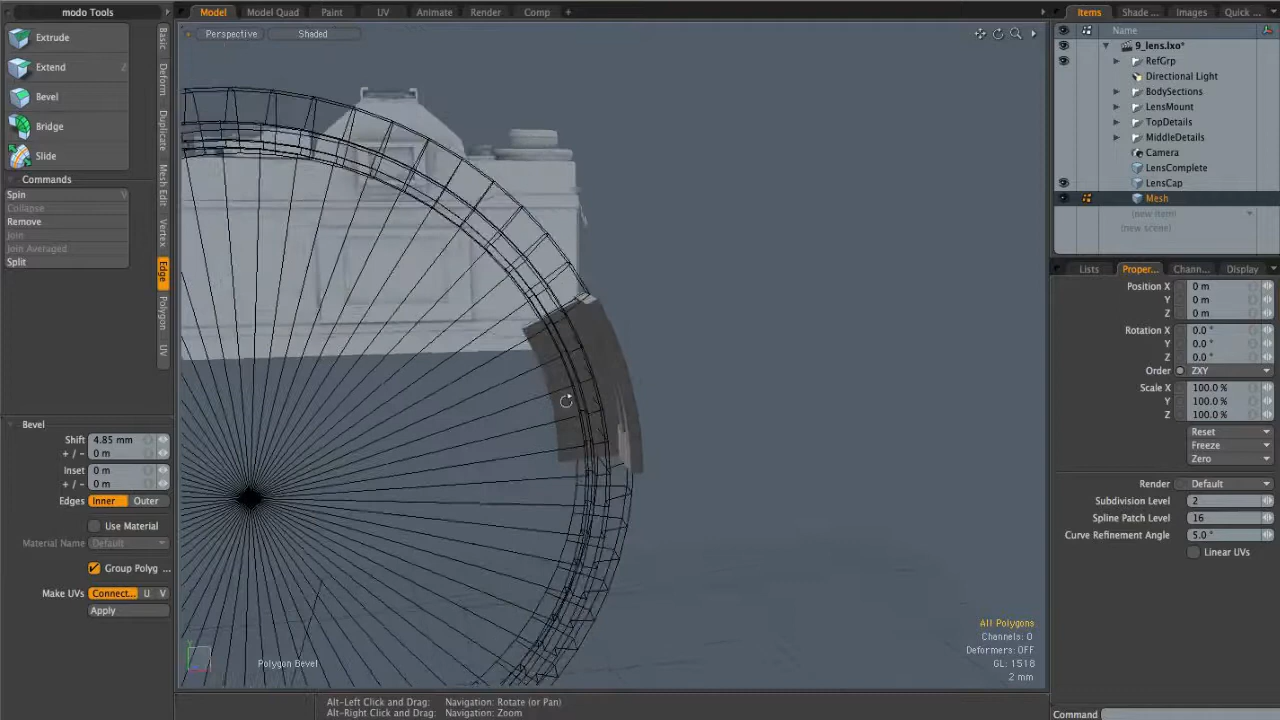 modo Tools
Model
Model Quad
Paint
UV
Animate
Render
Comp
+
Items
Shade ...
Images
Quick ...
Extrude
Extend
Z
Bevel
Bridge
Slide
Commands
Spin
V
Collapse
Remove
Join
Join Averaged
Split
Basic
Deform
Duplicate
Mesh Edit
Vertex
Edge
Polygon
UV
Perspective
Shaded
Name
9_lens.lxo*
RefGrp
Directional Light
BodySections
LensMount
TopDetails
MiddleDetails
Camera
LensComplete
LensCap
Mesh
(new item)
(new scene)
Lists
Proper...
Chann...
Display
Position X
0 m
Y
0 m
Z
0 m
Rotation X
0.0 °
Y
0.0 °
Z
0.0 °
Order
ZXY
Scale X
100.0 %
Y
100.0 %
Z
100.0 %
Reset
Freeze
Zero
Render
Default
Subdivision Level
2
Spline Patch Level
16
Curve Refinement Angle
5.0 °
Linear UVs
Bevel
Shift
4.85 mm
+ / -
0 m
Inset
0 m
+ / -
0 m
Edges
Inner
Outer
Use Material
Material Name
Default
Group Polyg ...
Make UVs
Connect...
U
V
Apply
Polygon Bevel
All Polygons
Channels: 0
Deformers: OFF
GL: 1518
2 mm
Alt-Left Click and Drag: Navigation: Rotate (or Pan)
Alt-Right Click and Drag: Navigation: Zoom
Command